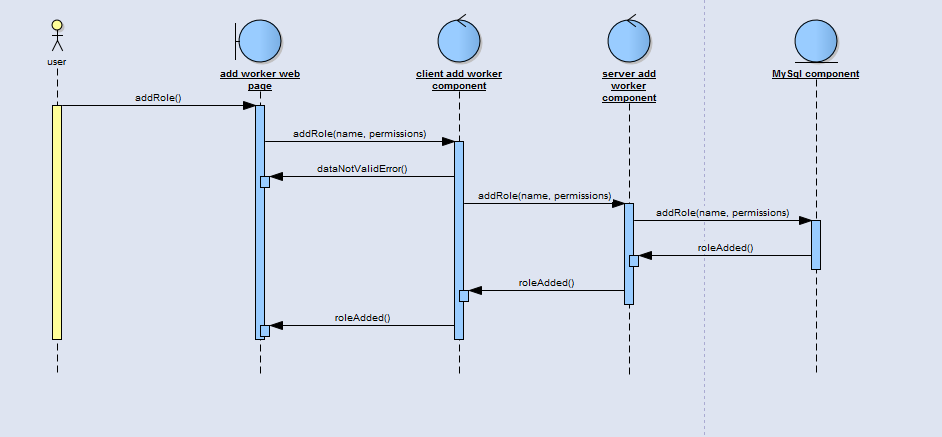 user
add worker web
page
client add worker
component
server add
worker
component
MySql component
addRole()
addRole(name, permissions)
dataNotValidError()
addRole(name, permissions)
addRole(name, permissions)
roleAdded()
roleAdded()
roleAdded()